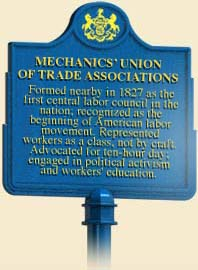 MECHANICS' UNION
OF TRADE ASSOCIATIONS
Formed nearby in 1827 as the
first central labor council in the
nation; recognized as the
beginning of American labor
movement. Represented
workers as a class, not by craft.
Advocated for ten-hour day;
engaged in political activism
and workers' education.